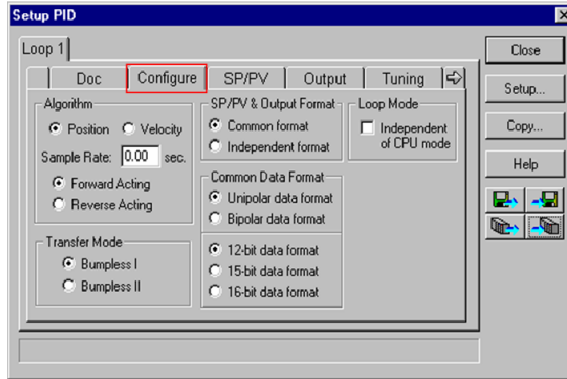 Setup PID
Loop 1
Doc
Configure
SP/PV
Output
Tuning
Algorithm
Position
Velocity
Sample Rate: 0.00 sec.
Forward Acting
Reverse Acting
Transfer Mode
Bumpless I
Bumpless II
SP/PV & Output Format
Common format
Independent format
Common Data Format
Unipolar data format
Bipolar data format
12-bit data format
15-bit data format
16-bit data format
Loop Mode
Independent
of CPU mode
Close
Setup...
Copy...
Help